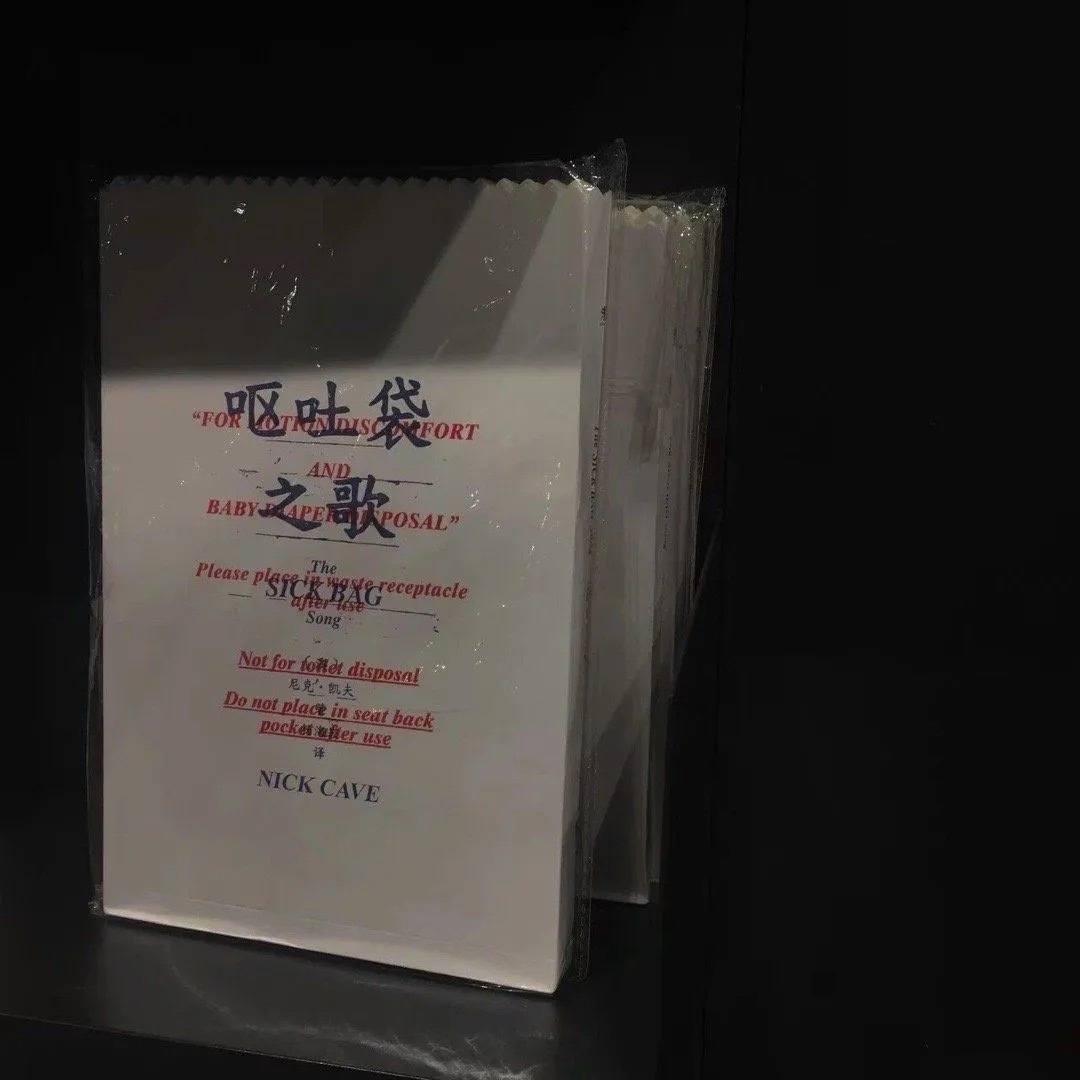 呕吐袋
“FOR MOTION DISCOMFORT
AND
之歌
BABY DIAPER DISPOSAL”
The
Please place in waste receptacle
SICK BAG
after use
Song
Not for toilet disposal
尼克·凯夫
Do not place in seat back
pocket after use
译
NICK CAVE